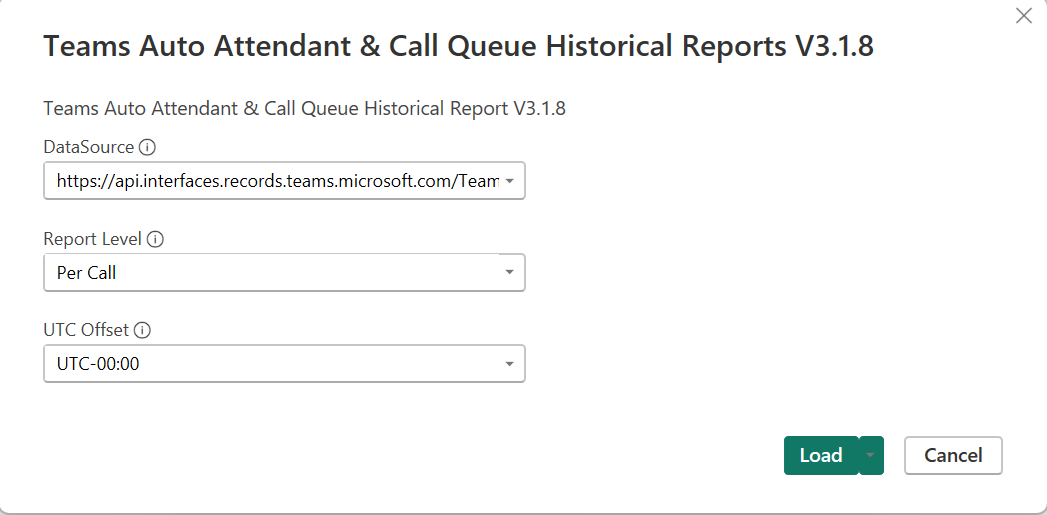 Teams Auto Attendant & Call Queue Historical Reports V3.1.8
Teams Auto Attendant & Call Queue Historical Report V3.1.8
DataSource
https://api.interfaces.records.teams.microsoft.com/Team
Report Level
Per Call
UTC Offset
UTC-00:00
Load
Cancel